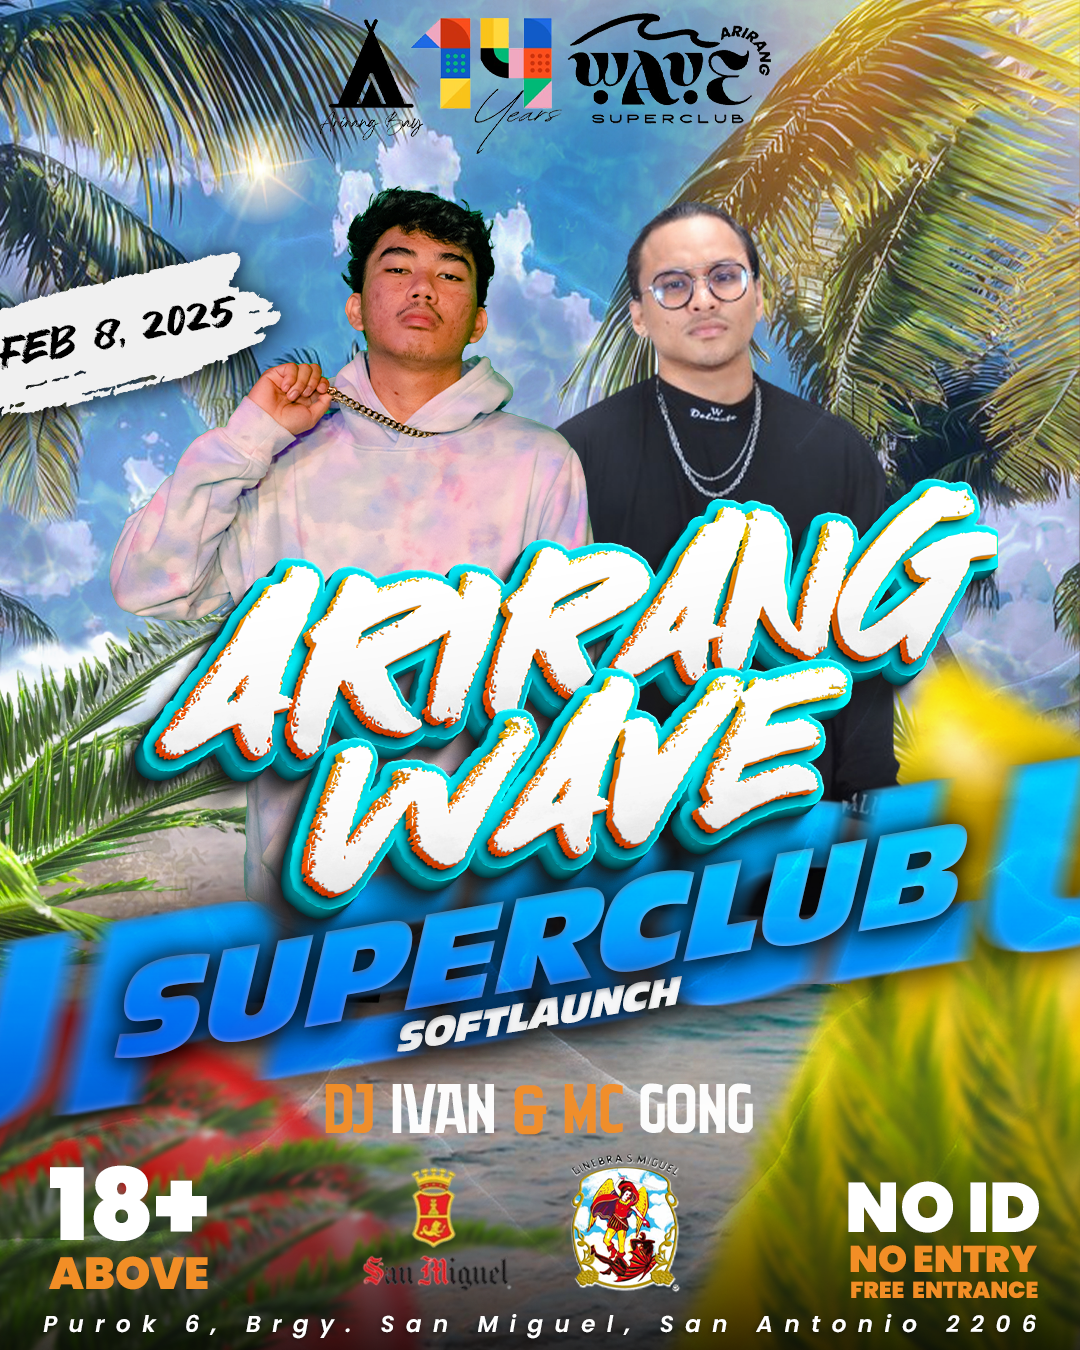 Arirang Bay
14
Years
WAVE
ARIRANG
SUPERCLUB
FEB 8, 2025
W
ARIRANG
WAVE
SUPERCLUB
SOFTLAUNCH
DJ IVAN & MC GONG
18+
ABOVE
San Miguel
GINEBRA S. MIGUEL
NO ID
NO ENTRY
FREE ENTRANCE
Purok 6, Brgy. San Miguel, San Antonio 2206